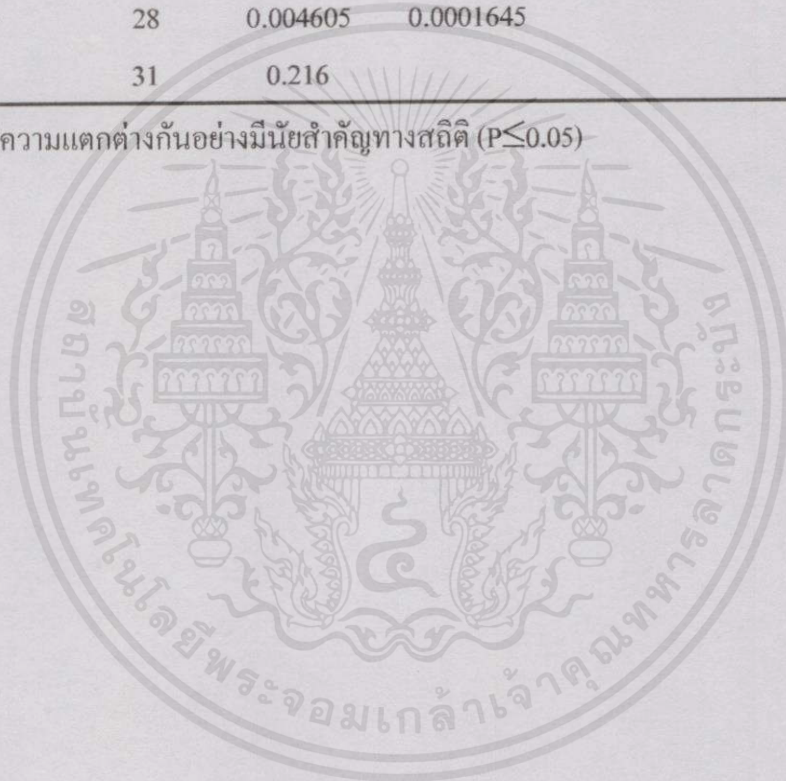 28 0.004605 0.0001645
31 0.216
ความแตกต่างกันอย่างมีนัยสำคัญทางสถิติ (P≤0.05)
สถาบันเทคโนโลยีพระจอมเกล้าเจ้าคุณทหารลาดกระบัง